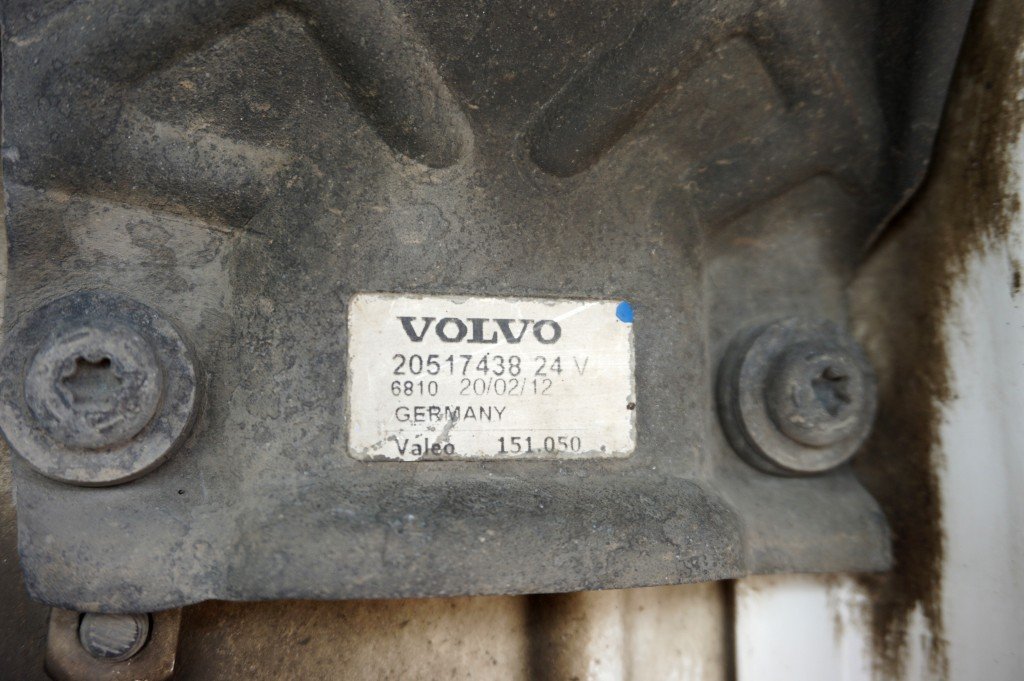 VOLVO
20517438 24 V
6810 20/02/12
GERMANY
Valeo 151.050